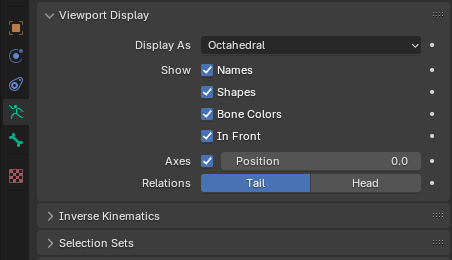 Viewport Display
Display As Octahedral
Show Names
Shapes
Bone Colors
In Front
Axes Position 0.0
Relations Tail Head
Inverse Kinematics
Selection Sets